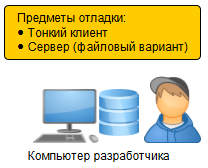 Предметы отладки:
● Тонкий клиент
● Сервер (файловый вариант)
Компьютер разработчика